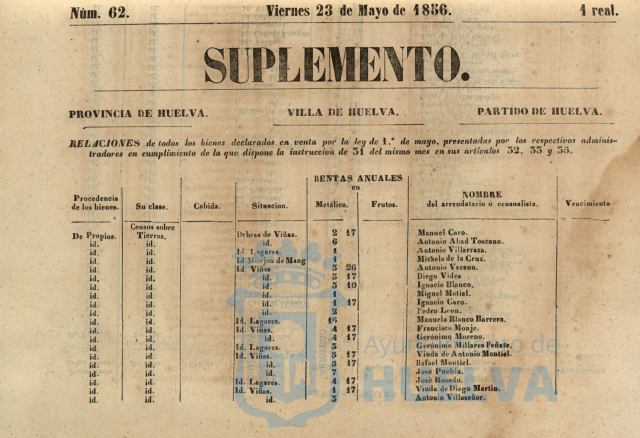 Núm. 62. Viernes 23 de Mayo de 1856. 1 real.
SUPLEMENTO.
PROVINCIA DE HUELVA. VILLA DE HUELVA. PARTIDO DE HUELVA.
RELACIONES de todos los bienes declarados en venta por la ley de 1.º de mayo, presentadas por los respectivos adminis-
tradores en cumplimiento de la que dispone la instruccion de 31 del mismo mes en sus artículos 32, 33 y 35.
RENTAS ANUALES
en
NOMBRE
Procedencia Su clase. Cabida. Situacion. Metálico. Frutos. del arrendatario ó censualista. Vencimiento
de los bienes.
Censos sobre
De Propios. Tierras. Dehesa de Viñas. 2 17 Manuel Caro.
id. id. id. 6 Antonio Abad Toscano.
id. id. Id. Lagares. 1 Antonio Villarraza.
id. id. Id. Mang 1 Michela de la Cruz.
id. id. Id. Viñas 3 26 Antonio Verano.
id. id. id. 3 17 Diego Vides
id. id. id. 3 10 Ignacio Blanco,
id. id. id. 1 Miguel Motiel.
id. id. id. 1 17 Ignacio Caro.
id. id. id. 2 Pedro Leon.
id. id. Id. Lagares. 16 Manuela Blanco Barrera.
id. id. Id. Viñas. 4 17 Francisco Monje.
id. id. id. 4 17 Gerónimo Moreno.
id. id. Id. Lagares. 3 Gerónimo Millares Peñate.
id. id. Id. Viñas. 5 17 Viuda de Antonio Montiel.
id. id. id. 5 17 Rafael Montiel.
id. id. id. 7 José Puebla.
id. id. Id. Lagares 4 17 José Rosado.
id. id. Id. Viñas. 1 17 Viuda de Diego Martin.
id. id. id. 5 Antonio Villaseñor.
HUELVA